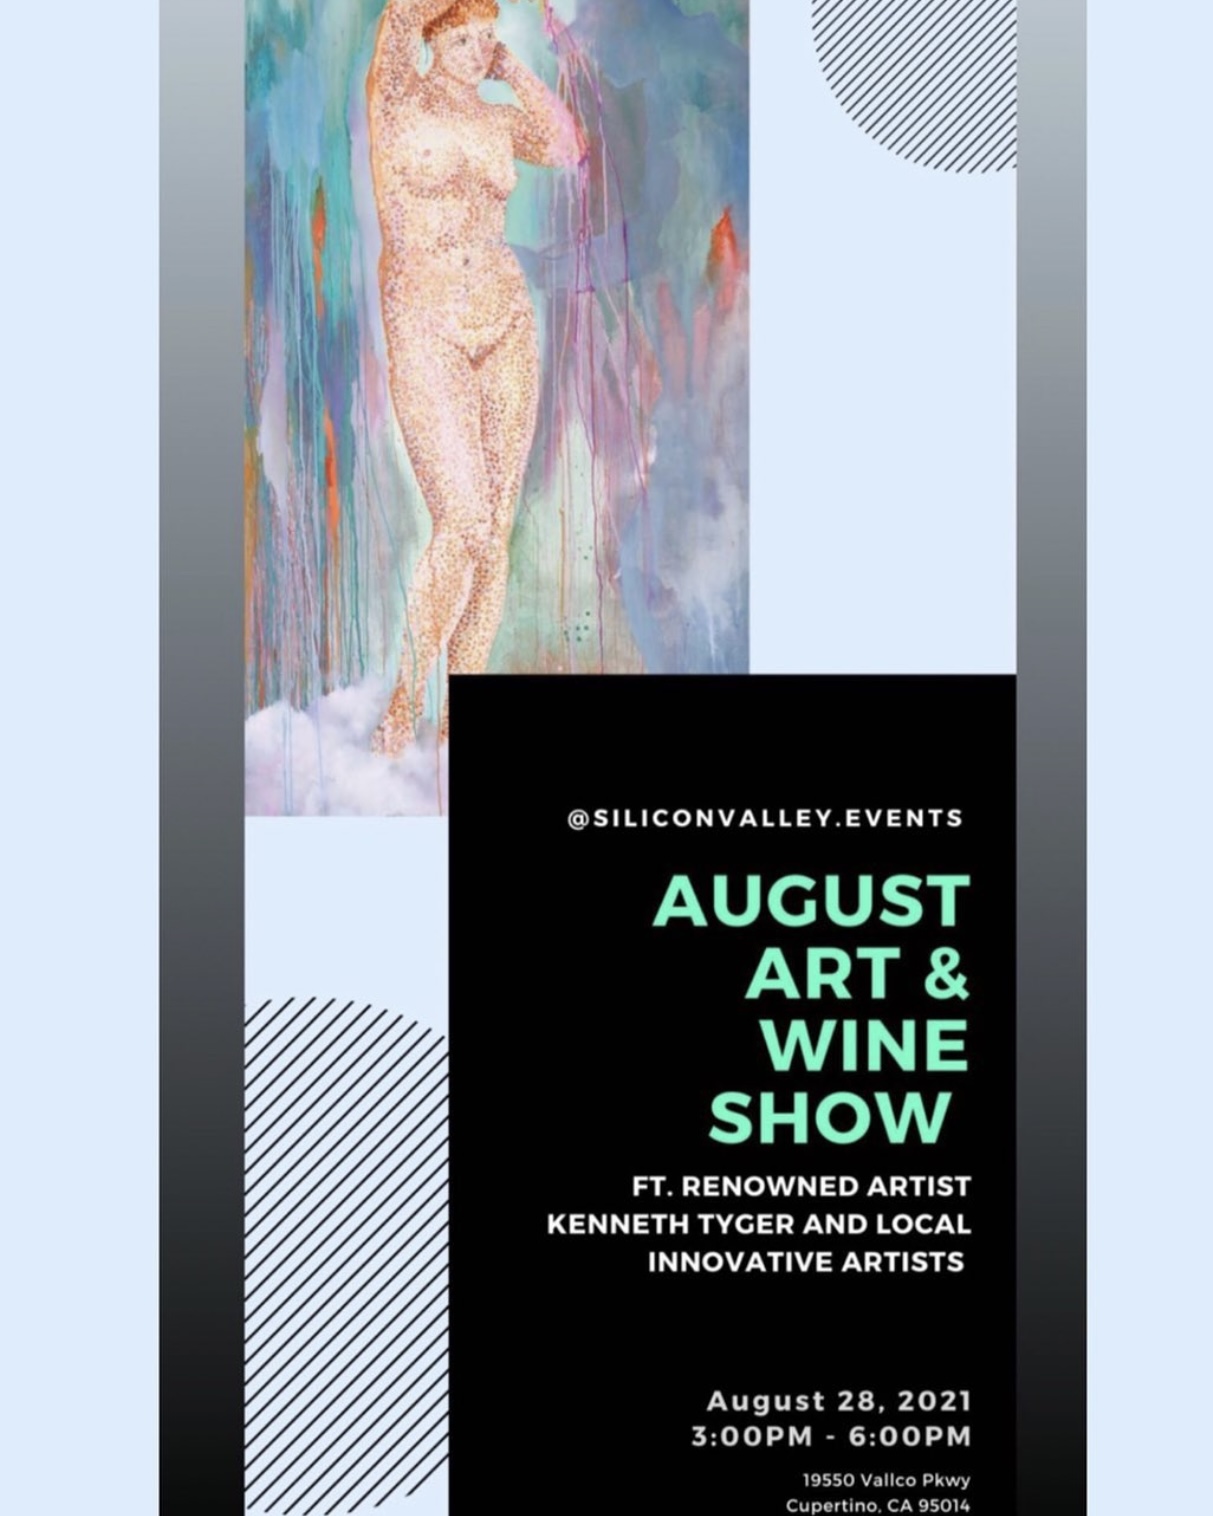 @SILICONVALLEY.EVENTS
AUGUST
ART &
WINE
SHOW
FT. RENOWNED ARTIST
KENNETH TYGER AND LOCAL
INNOVATIVE ARTISTS
August 28, 2021
3:00PM - 6:00PM
19550 Vallco Pkwy
Cupertino, CA 95014